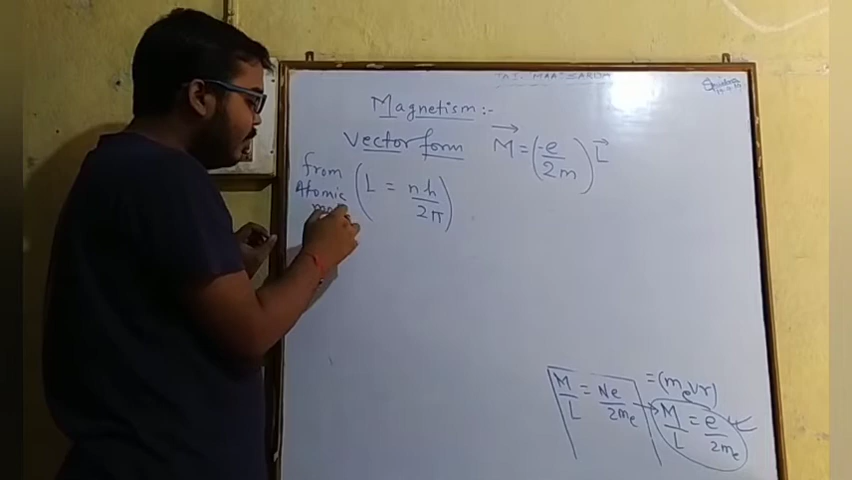 Magnetism :-
Vector form M⃗ = (-e/2m) L⃗
from Atomic (L = nh/2π)
= (mₑvr)
M/L = Ne/2mₑ → M/L = e/2mₑ